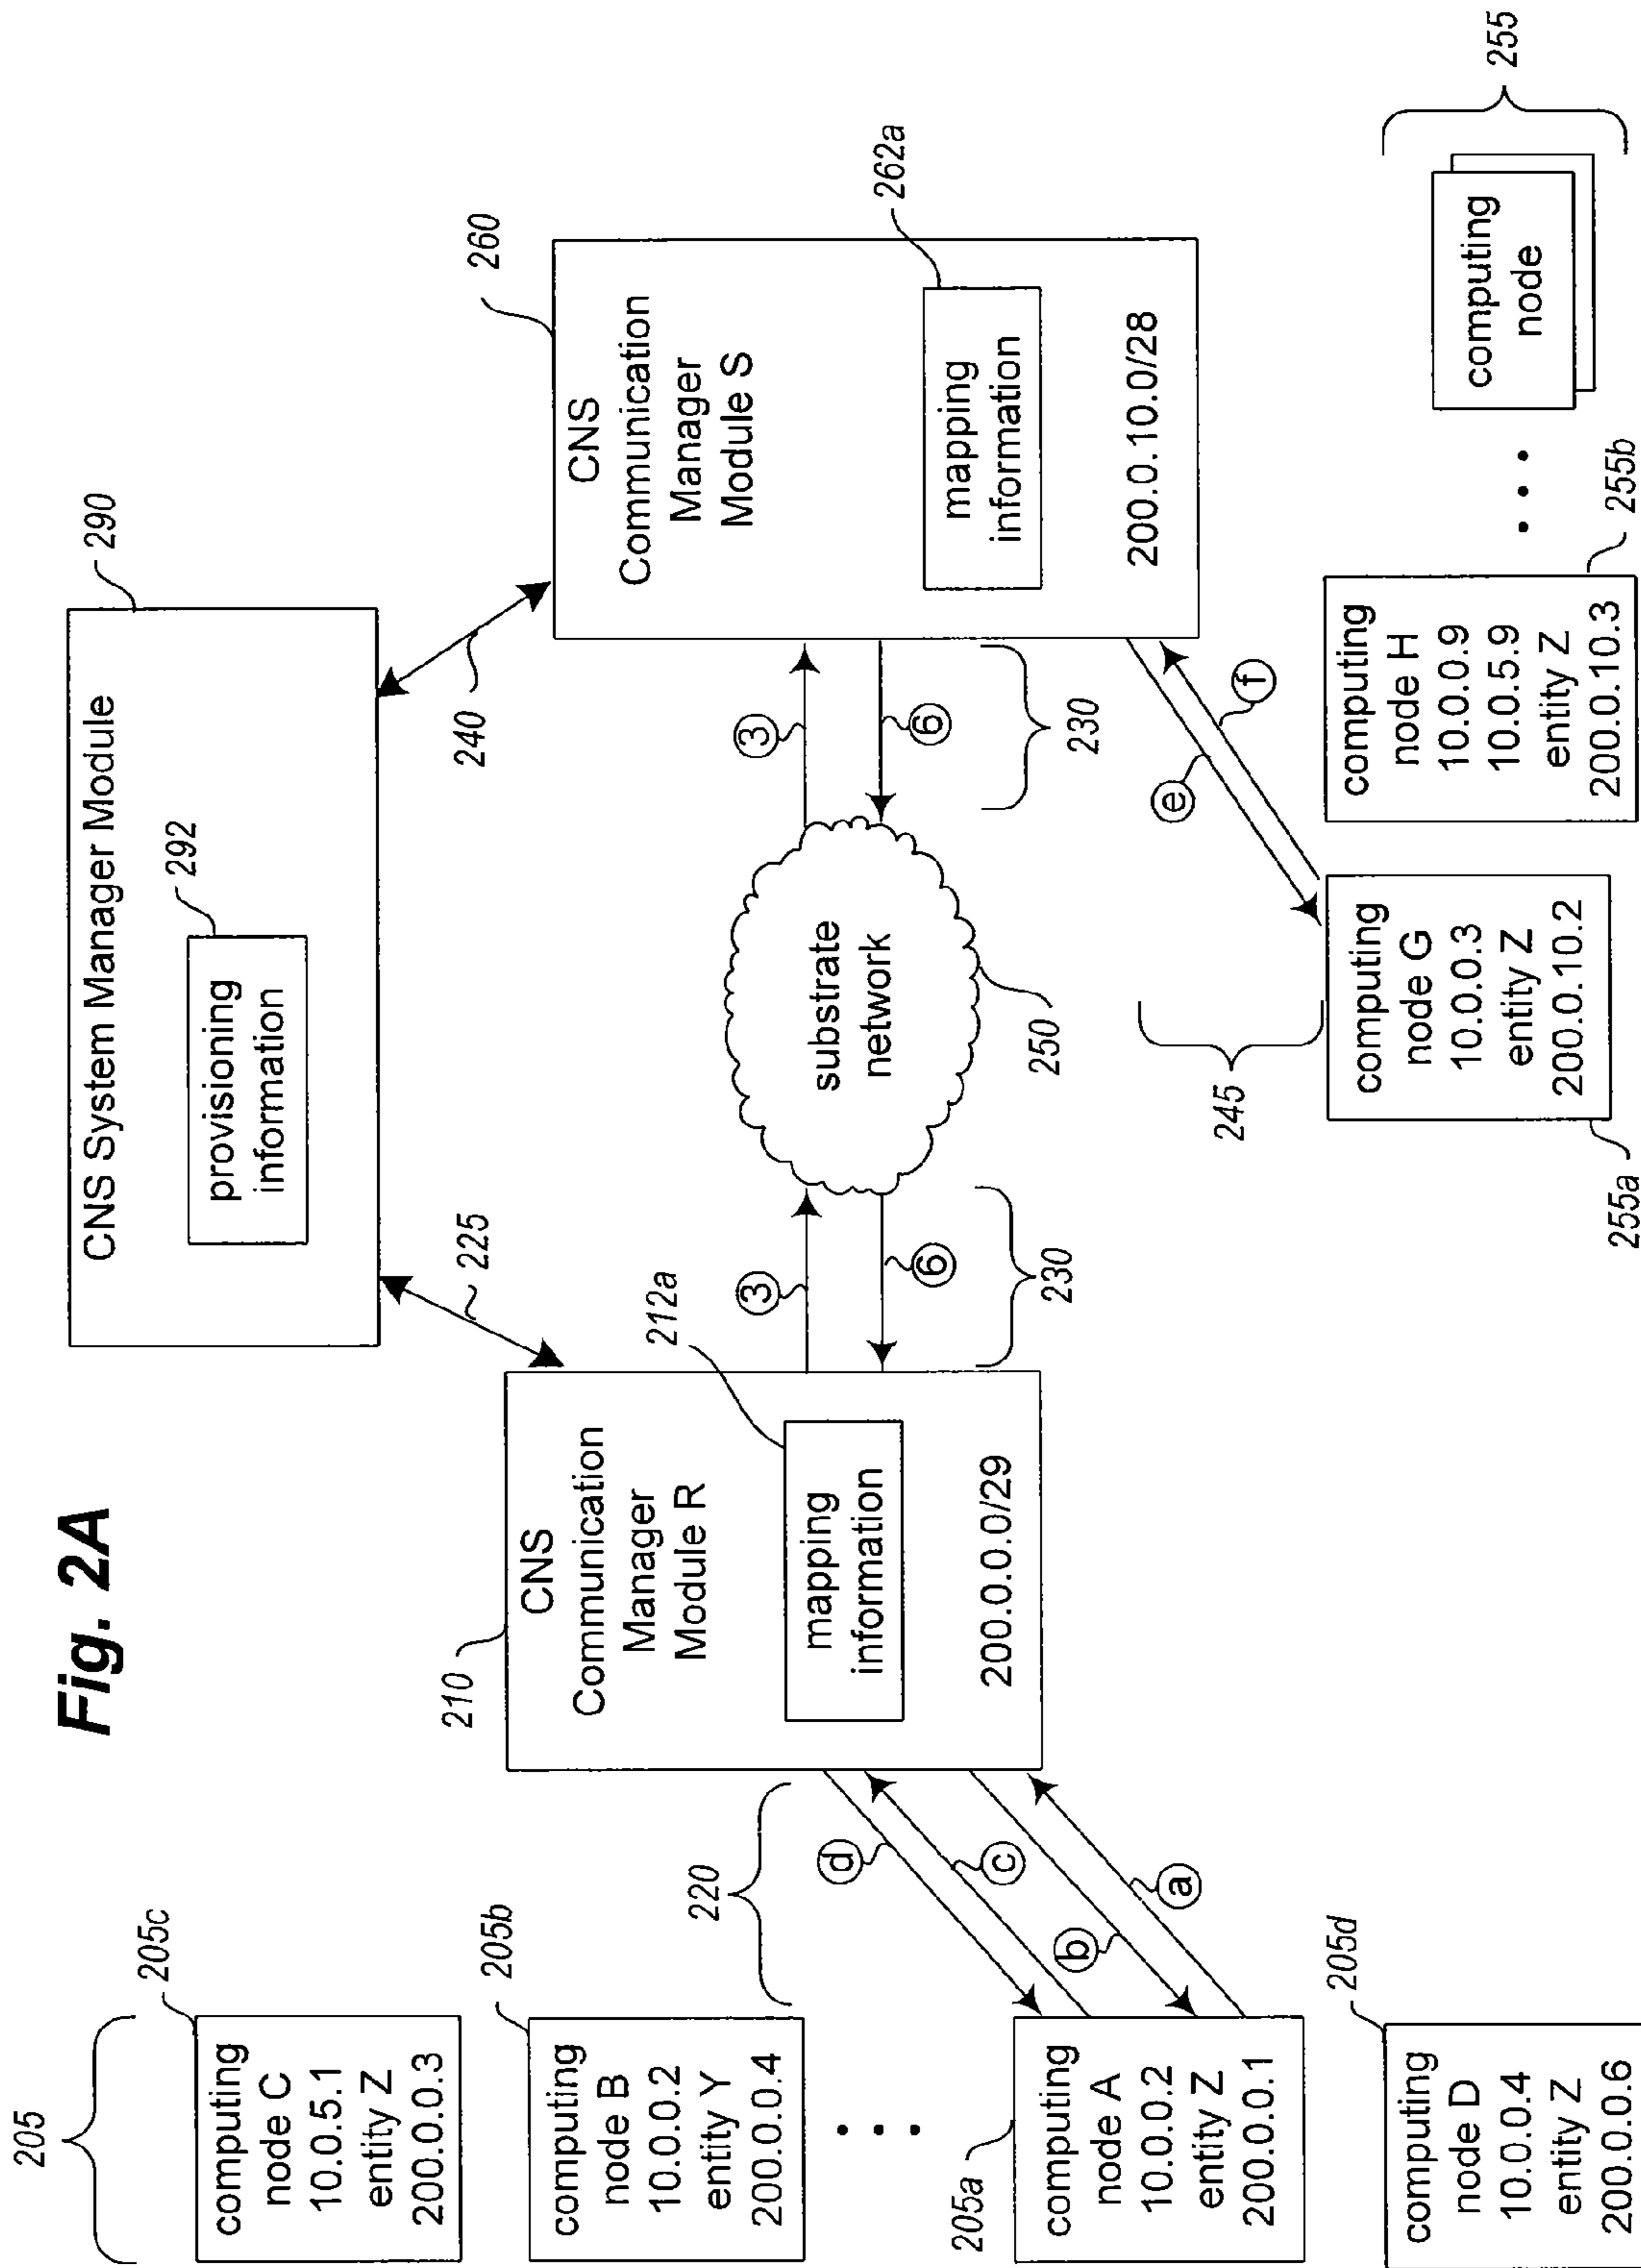 Fig. 2A
CNS System Manager Module
290
provisioning
information
292
225
240
205
205c
computing
node C
10.0.5.1
entity Z
200.0.0.3
205b
computing
node B
10.0.0.2
entity Y
200.0.0.4
205a
computing
node A
10.0.0.2
entity Z
200.0.0.1
205d
computing
node D
10.0.0.4
entity Z
200.0.0.6
220
d
c
b
a
210
CNS
Communication
Manager
Module R
212a
mapping
information
200.0.0.0/29
3
6
230
substrate
network
250
3
6
230
260
CNS
Communication
Manager
Module S
262a
mapping
information
200.0.10.0/28
e
f
245
255a
computing
node G
10.0.0.3
entity Z
200.0.10.2
255b
computing
node H
10.0.0.9
10.0.5.9
entity Z
200.0.10.3
255
computing
node